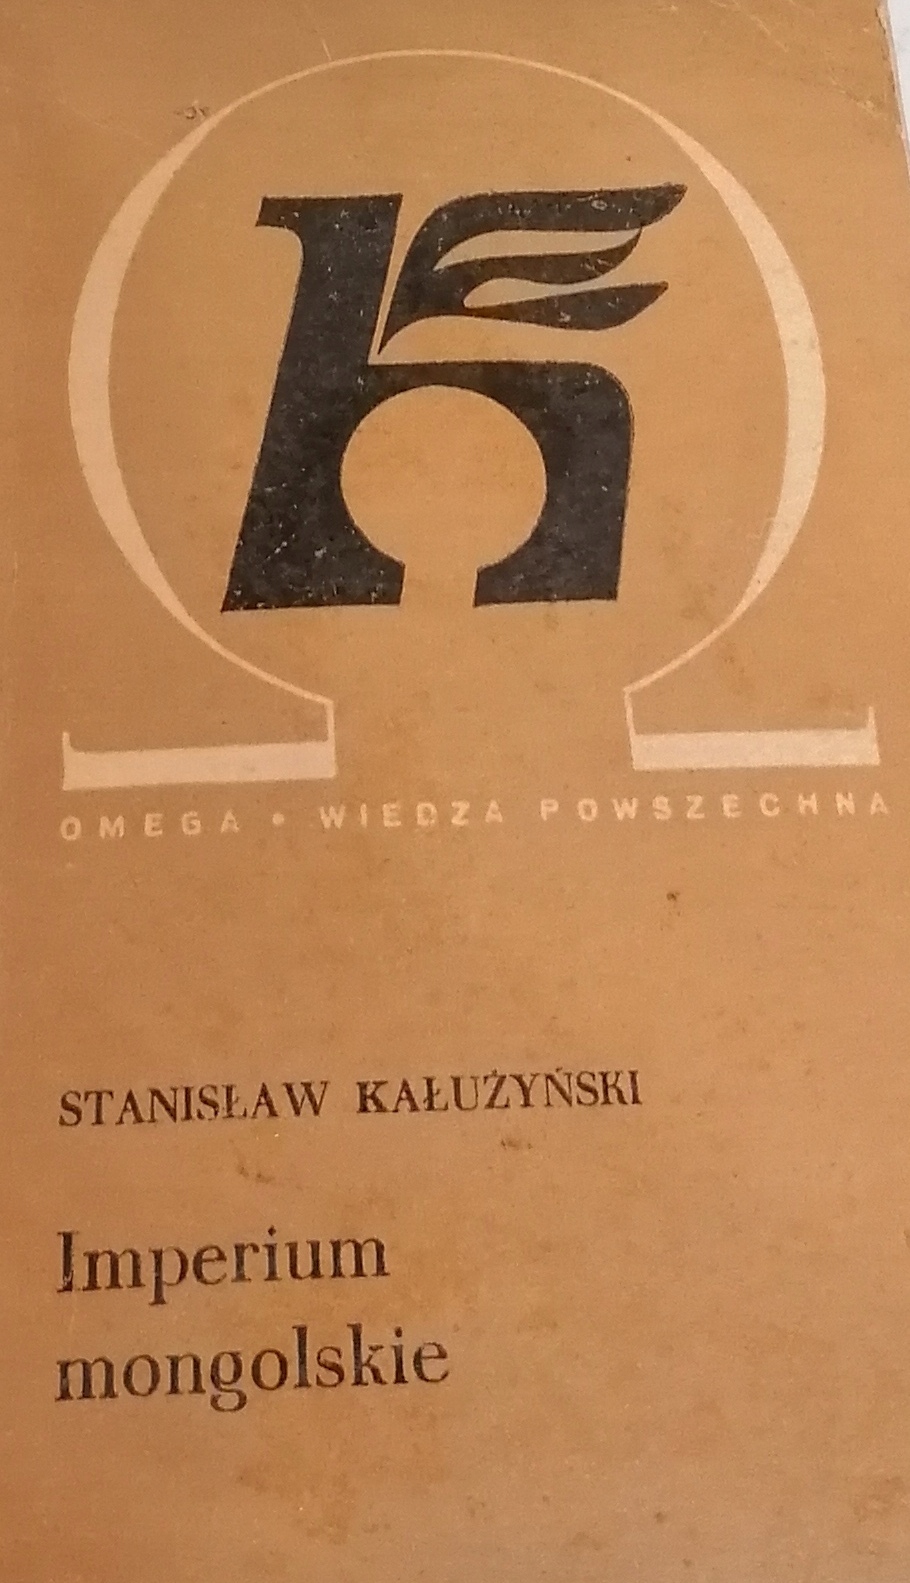 OMEGA • WIEDZA POWSZECHNA
STANISŁAW KAŁUŻYŃSKI
Imperium
mongolskie